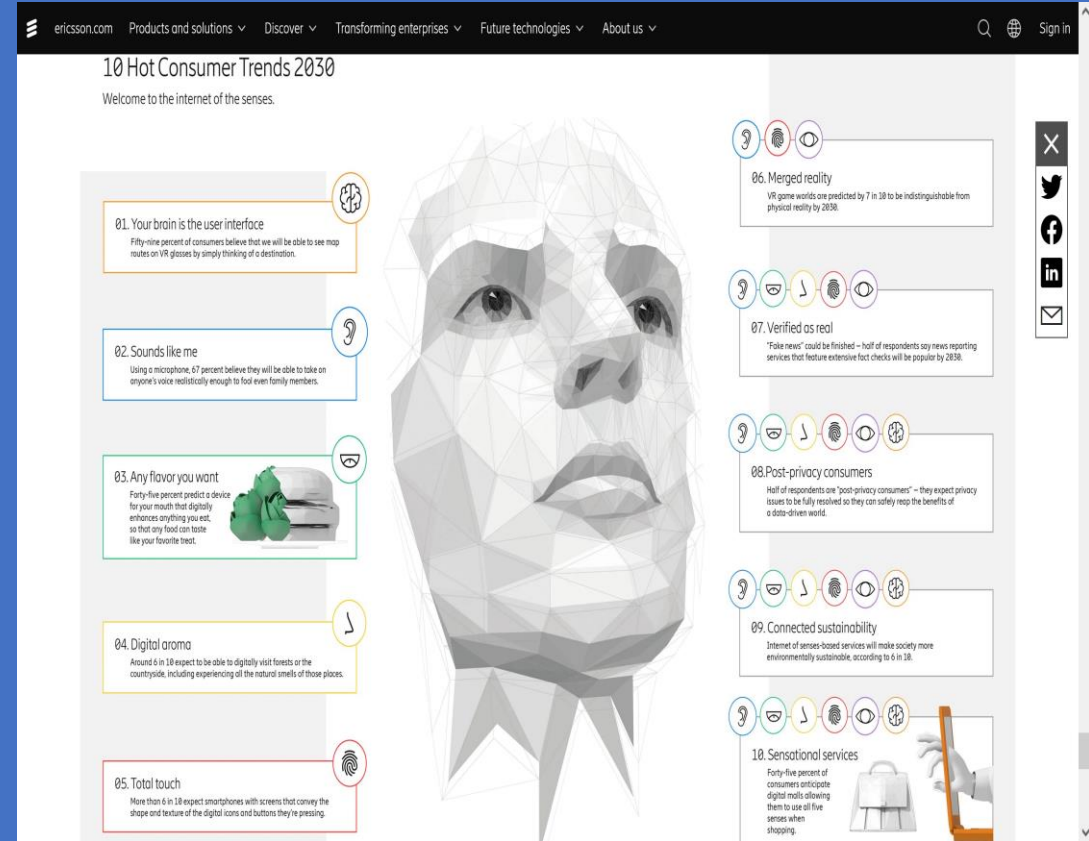 ericsson.com Products and solutions Discover Transforming enterprises Future technologies About us Sign in
10 Hot Consumer Trends 2030
Welcome to the internet of the senses.
01. Your brain is the user interface
Fifty-nine percent of consumers believe that we will be able to see map
routes on VR glasses by simply thinking of a destination.
02. Sounds like me
Using a microphone, 67 percent believe they will be able to take on
anyone's voice realistically enough to fool even family members.
03. Any flavor you want
Forty-five percent predict a device
for your mouth that digitally
enhances anything you eat,
so that any food can taste
like your favorite treat.
04. Digital aroma
Around 6 in 10 expect to be able to digitally visit forests or the
countryside, including experiencing all the natural smells of those places.
05. Total touch
More than 6 in 10 expect smartphones with screens that convey the
shape and texture of the digital icons and buttons they're pressing.
06. Merged reality
VR game worlds are predicted by 7 in 10 to be indistinguishable from
physical reality by 2030.
07. Verified as real
"Fake news" could be finished – half of respondents say news reporting
services that feature extensive fact checks will be popular by 2030.
08.Post-privacy consumers
Half of respondents are "post-privacy consumers" – they expect privacy
issues to be fully resolved so they can safely reap the benefits of
a data-driven world.
09. Connected sustainability
Internet of senses-based services will make society more
environmentally sustainable, according to 6 in 10.
10. Sensational services
Forty-five percent of
consumers anticipate
digital malls allowing
them to use all five
senses when
shopping.